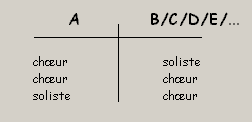 A B/C/D/E/...
chœur soliste
chœur chœur
soliste chœur